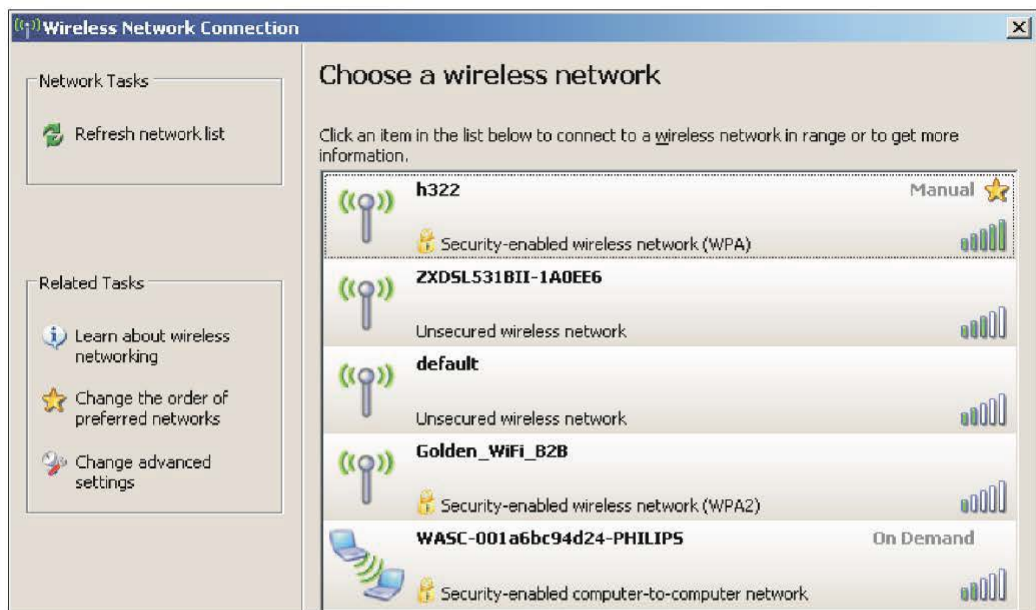 Wireless Network Connection
Network Tasks
Refresh network list
Related Tasks
Learn about wireless
networking
Change the order of
preferred networks
Change advanced
settings
Choose a wireless network
Click an item in the list below to connect to a wireless network in range or to get more
information.
h322 Manual
Security-enabled wireless network (WPA)
ZXDSL531BII-1A0EE6
Unsecured wireless network
default
Unsecured wireless network
Golden_WiFi_B2B
Security-enabled wireless network (WPA2)
WASC-001a6bc94d24-PHILIPS On Demand
Security-enabled computer-to-computer network